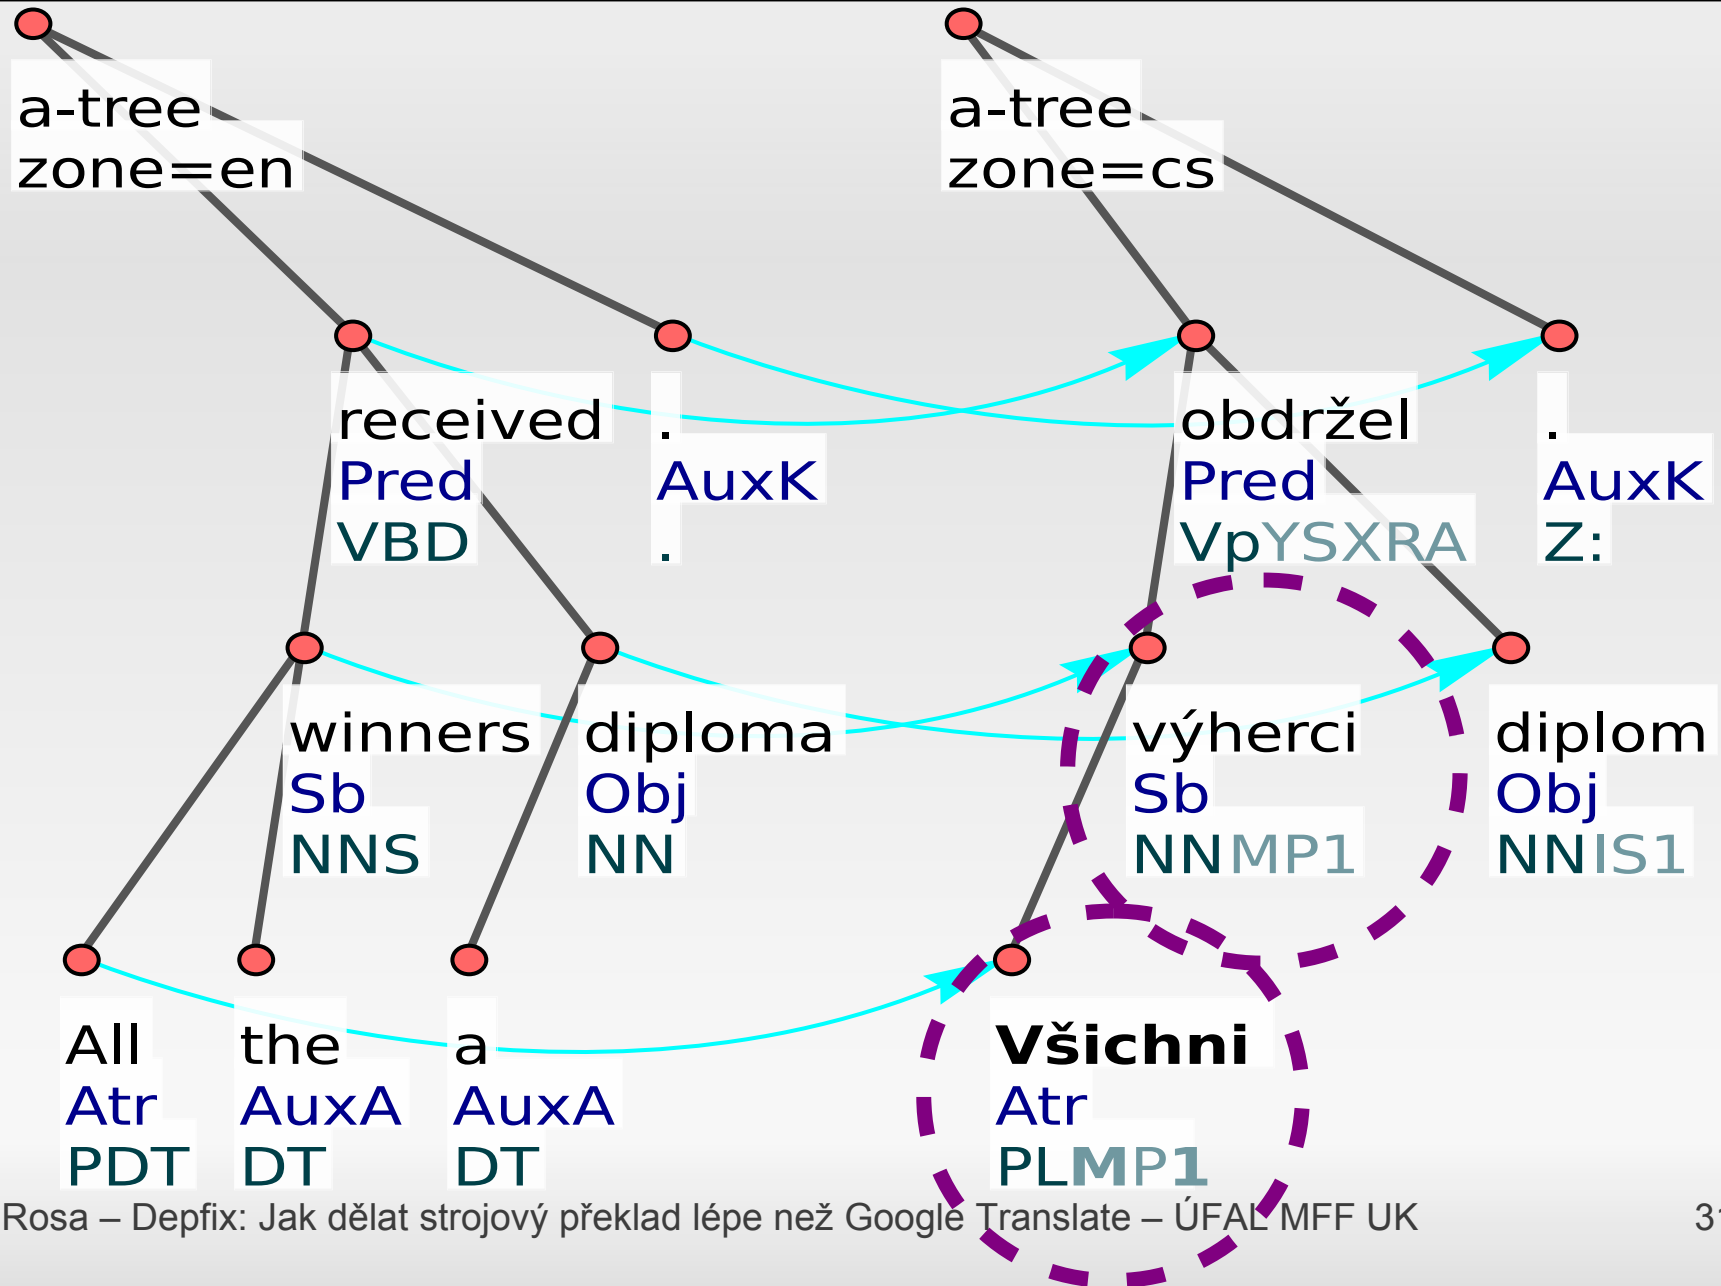 a-tree
zone=en
a-tree
zone=cs
received
Pred
VBD
.
AuxK
.
obdržel
Pred
VpYSXRA
.
AuxK
Z:
winners
Sb
NNS
diploma
Obj
NN
výherci
Sb
NNMP1
diplom
Obj
NNIS1
All
Atr
PDT
the
AuxA
DT
a
AuxA
DT
Všichni
Atr
PLMP1
Rosa – Depfix: Jak dělat strojový překlad lépe než Google Translate – ÚFAL MFF UK
31